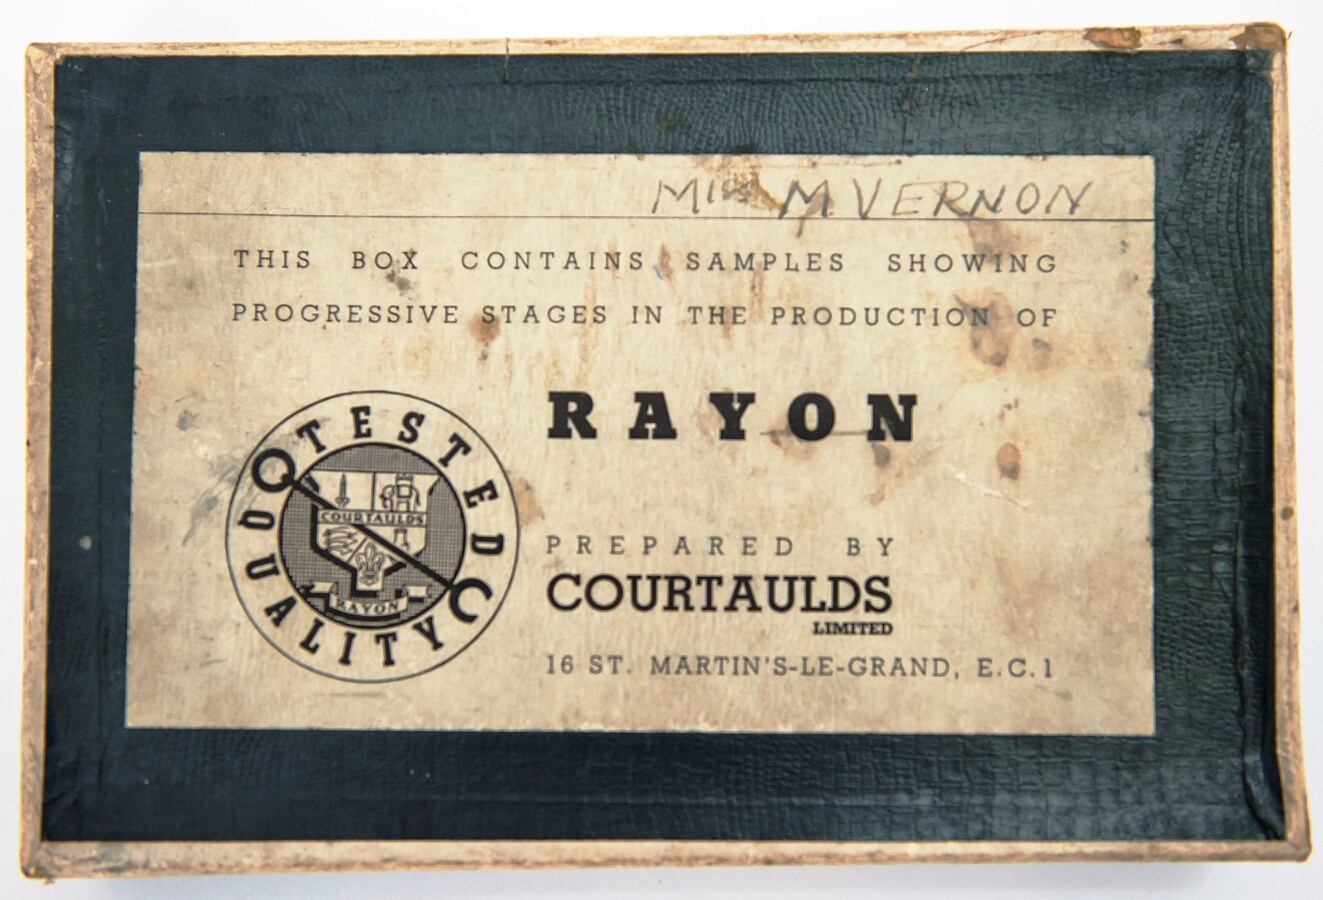 Miss M VERNON
THIS BOX CONTAINS SAMPLES SHOWING
PROGRESSIVE STAGES IN THE PRODUCTION OF
RAYON
TESTED QUALITY
COURTAULDS
RAYON
PREPARED BY
COURTAULDS
LIMITED
16 ST. MARTIN'S-LE-GRAND, E.C.1